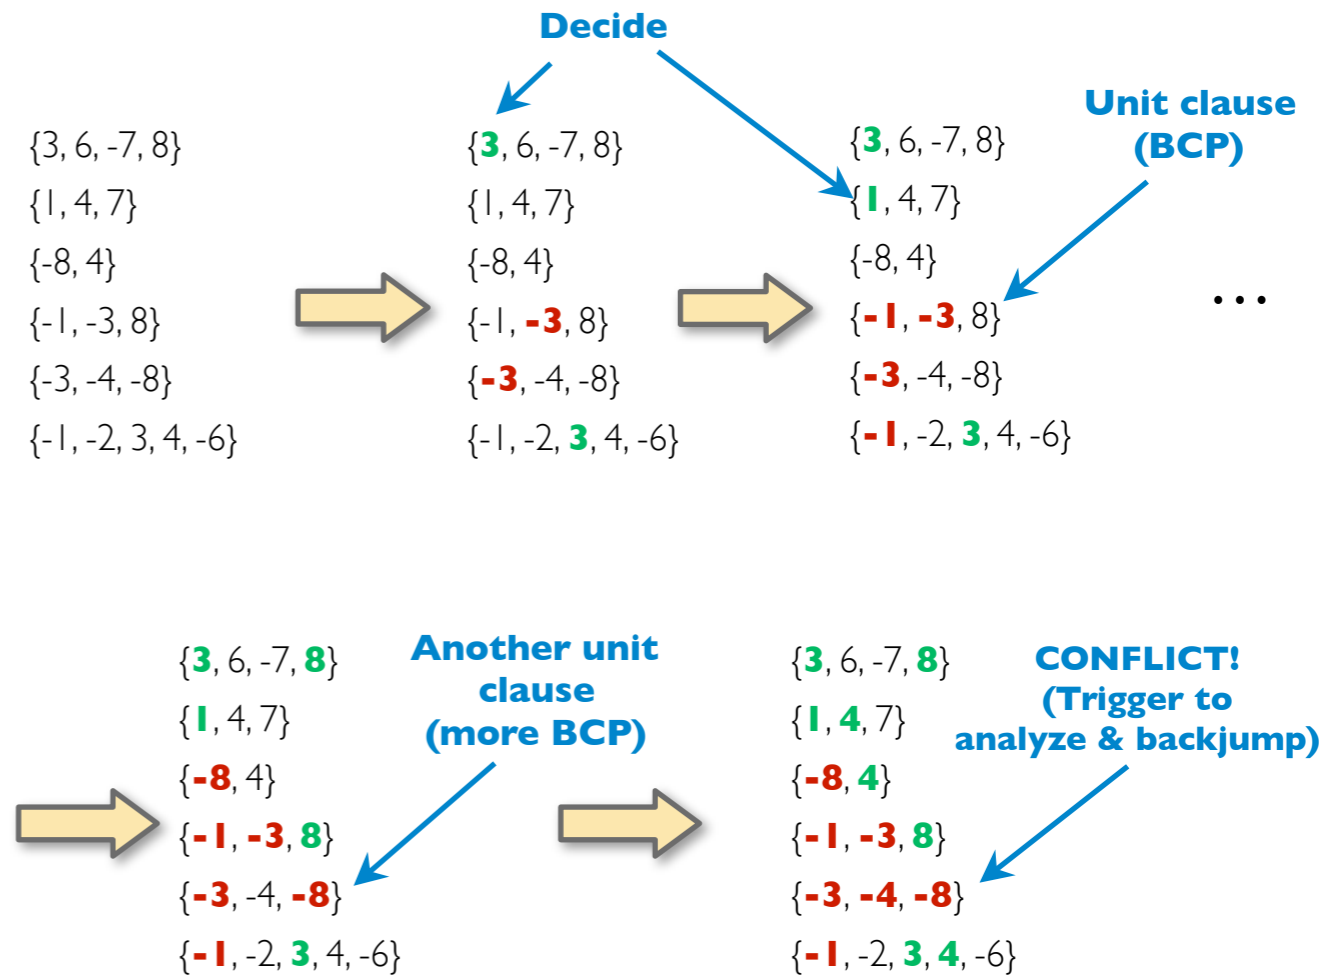 Decide
Unit clause
(BCP)
{3, 6, -7, 8}
{1, 4, 7}
{-8, 4}
{-1, -3, 8}
{-3, -4, -8}
{-1, -2, 3, 4, -6}
{3, 6, -7, 8}
{1, 4, 7}
{-8, 4}
{-1, -3, 8}
{-3, -4, -8}
{-1, -2, 3, 4, -6}
{3, 6, -7, 8}
{1, 4, 7}
{-8, 4}
{-1, -3, 8}
{-3, -4, -8}
{-1, -2, 3, 4, -6}
...
{3, 6, -7, 8}
{1, 4, 7}
{-8, 4}
{-1, -3, 8}
{-3, -4, -8}
{-1, -2, 3, 4, -6}
Another unit
clause
(more BCP)
{3, 6, -7, 8}
{1, 4, 7}
{-8, 4}
{-1, -3, 8}
{-3, -4, -8}
{-1, -2, 3, 4, -6}
CONFLICT!
(Trigger to
analyze & backjump)